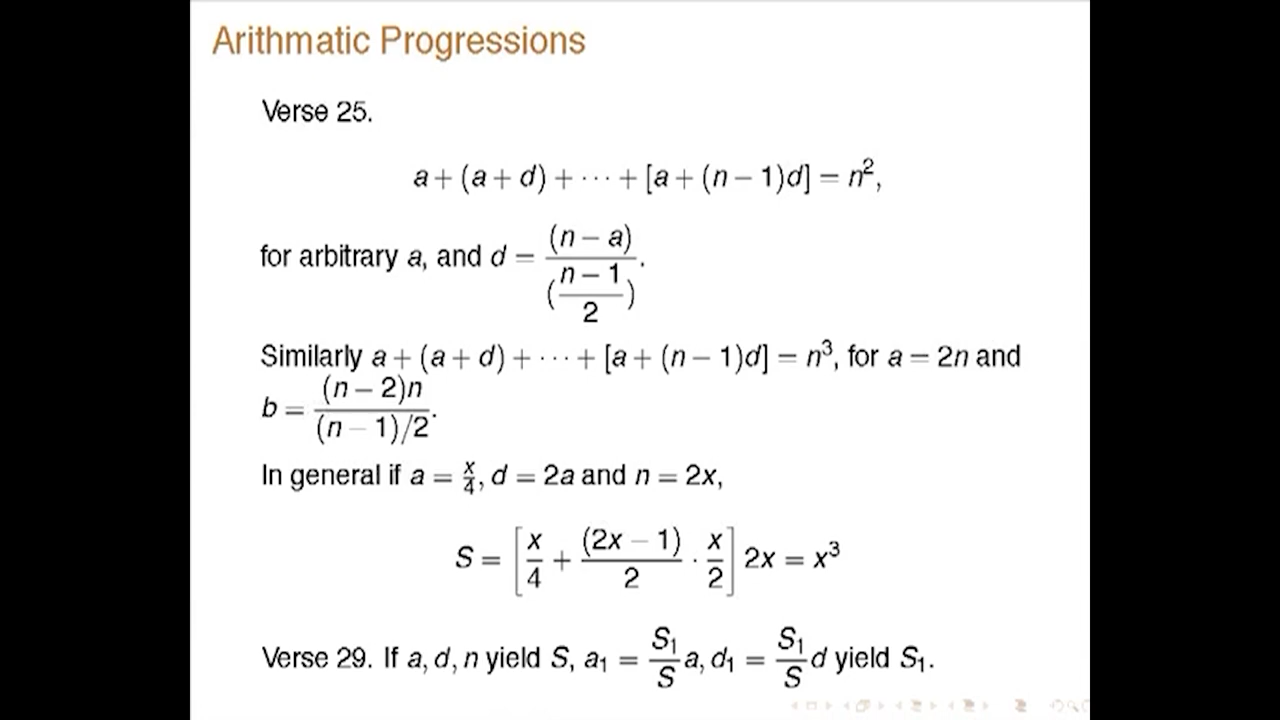 Arithmatic Progressions
Verse 25.
a + (a + d) + ··· + [a + (n − 1)d] = n²,
for arbitrary a, and d = (n − a) / ((n − 1)/2).
Similarly a + (a + d) + ··· + [a + (n − 1)d] = n³, for a = 2n and
b = (n − 2)n / (n − 1)/2.
In general if a = x/4, d = 2a and n = 2x,
S = [x/4 + (2x − 1)/2 · x/2] 2x = x³
Verse 29. If a, d, n yield S, a₁ = S₁/S a, d₁ = S₁/S d yield S₁.